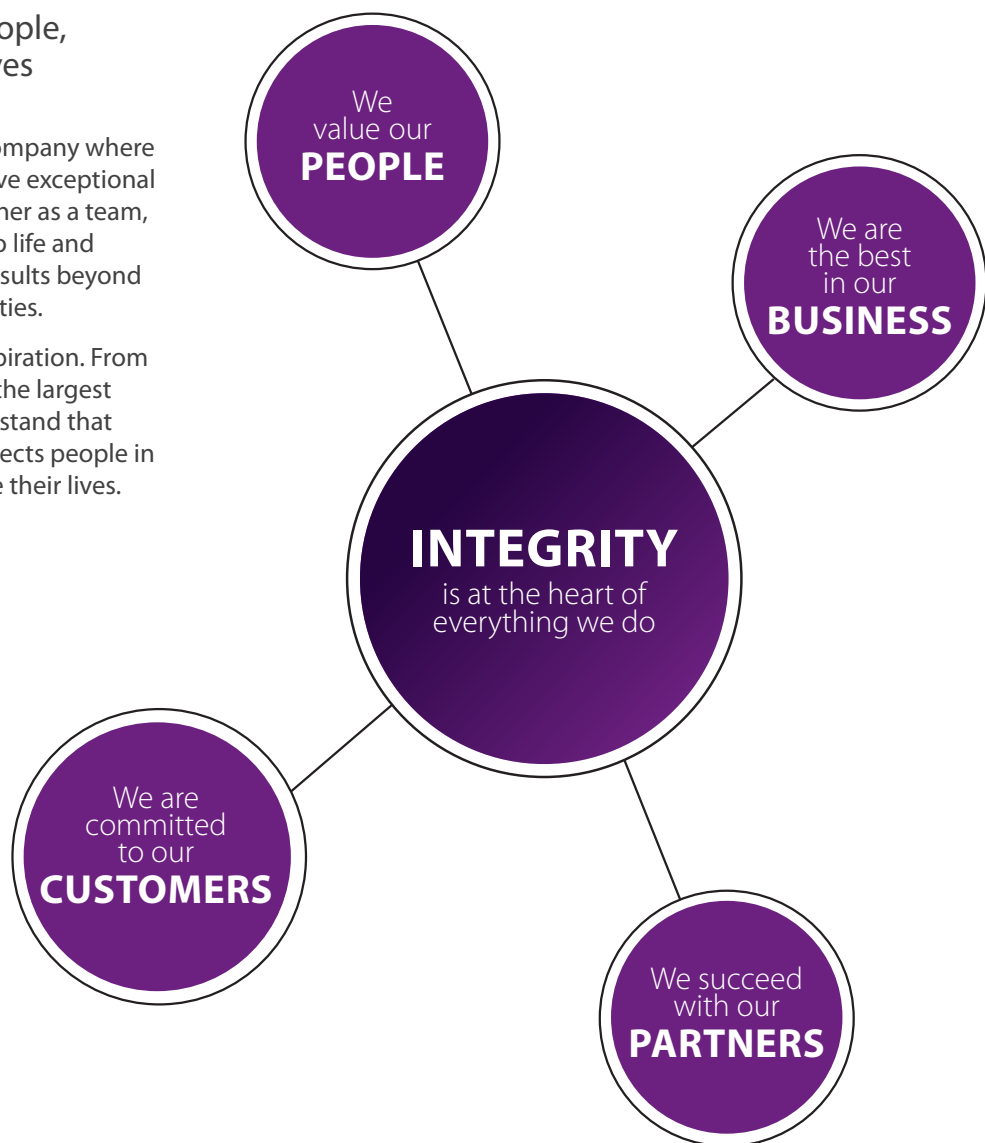 ople,
ves
ompany where
ve exceptional
her as a team,
o life and
sults beyond
ties.
piration. From
the largest
stand that
ects people in
e their lives.
We
value our
PEOPLE
We are
the best
in our
BUSINESS
INTEGRITY
is at the heart of
everything we do
We are
committed
to our
CUSTOMERS
We succeed
with our
PARTNERS